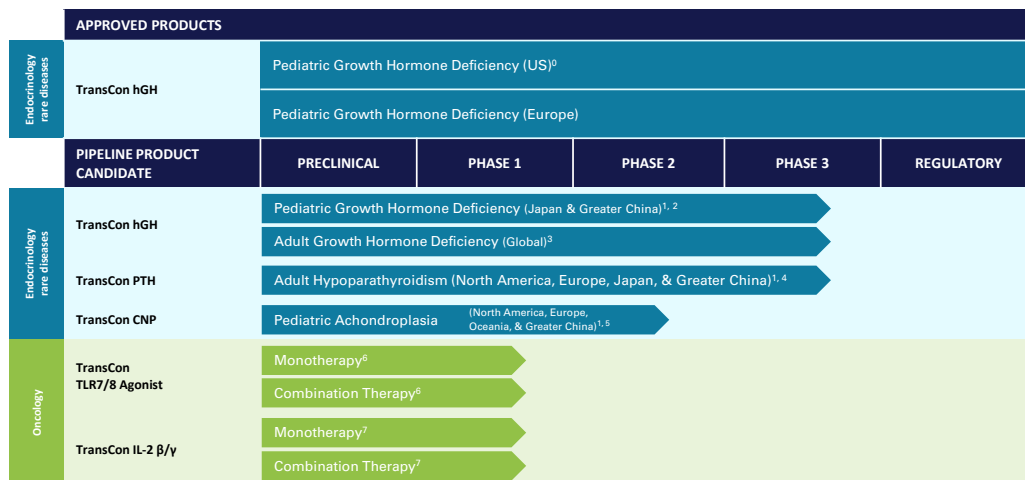 APPROVED PRODUCTS
Endocrinology
rare diseases
TransCon hGH
Pediatric Growth Hormone Deficiency (US)⁰
Pediatric Growth Hormone Deficiency (Europe)
PIPELINE PRODUCT
CANDIDATE
PRECLINICAL
PHASE 1
PHASE 2
PHASE 3
REGULATORY
Endocrinology
rare diseases
TransCon hGH
Pediatric Growth Hormone Deficiency (Japan & Greater China)¹, ²
Adult Growth Hormone Deficiency (Global)³
TransCon PTH
Adult Hypoparathyroidism (North America, Europe, Japan, & Greater China)¹, ⁴
TransCon CNP
Pediatric Achondroplasia
(North America, Europe,
Oceania, & Greater China)¹, ⁵
Oncology
TransCon
TLR7/8 Agonist
Monotherapy⁶
Combination Therapy⁶
TransCon IL-2 β/γ
Monotherapy⁷
Combination Therapy⁷